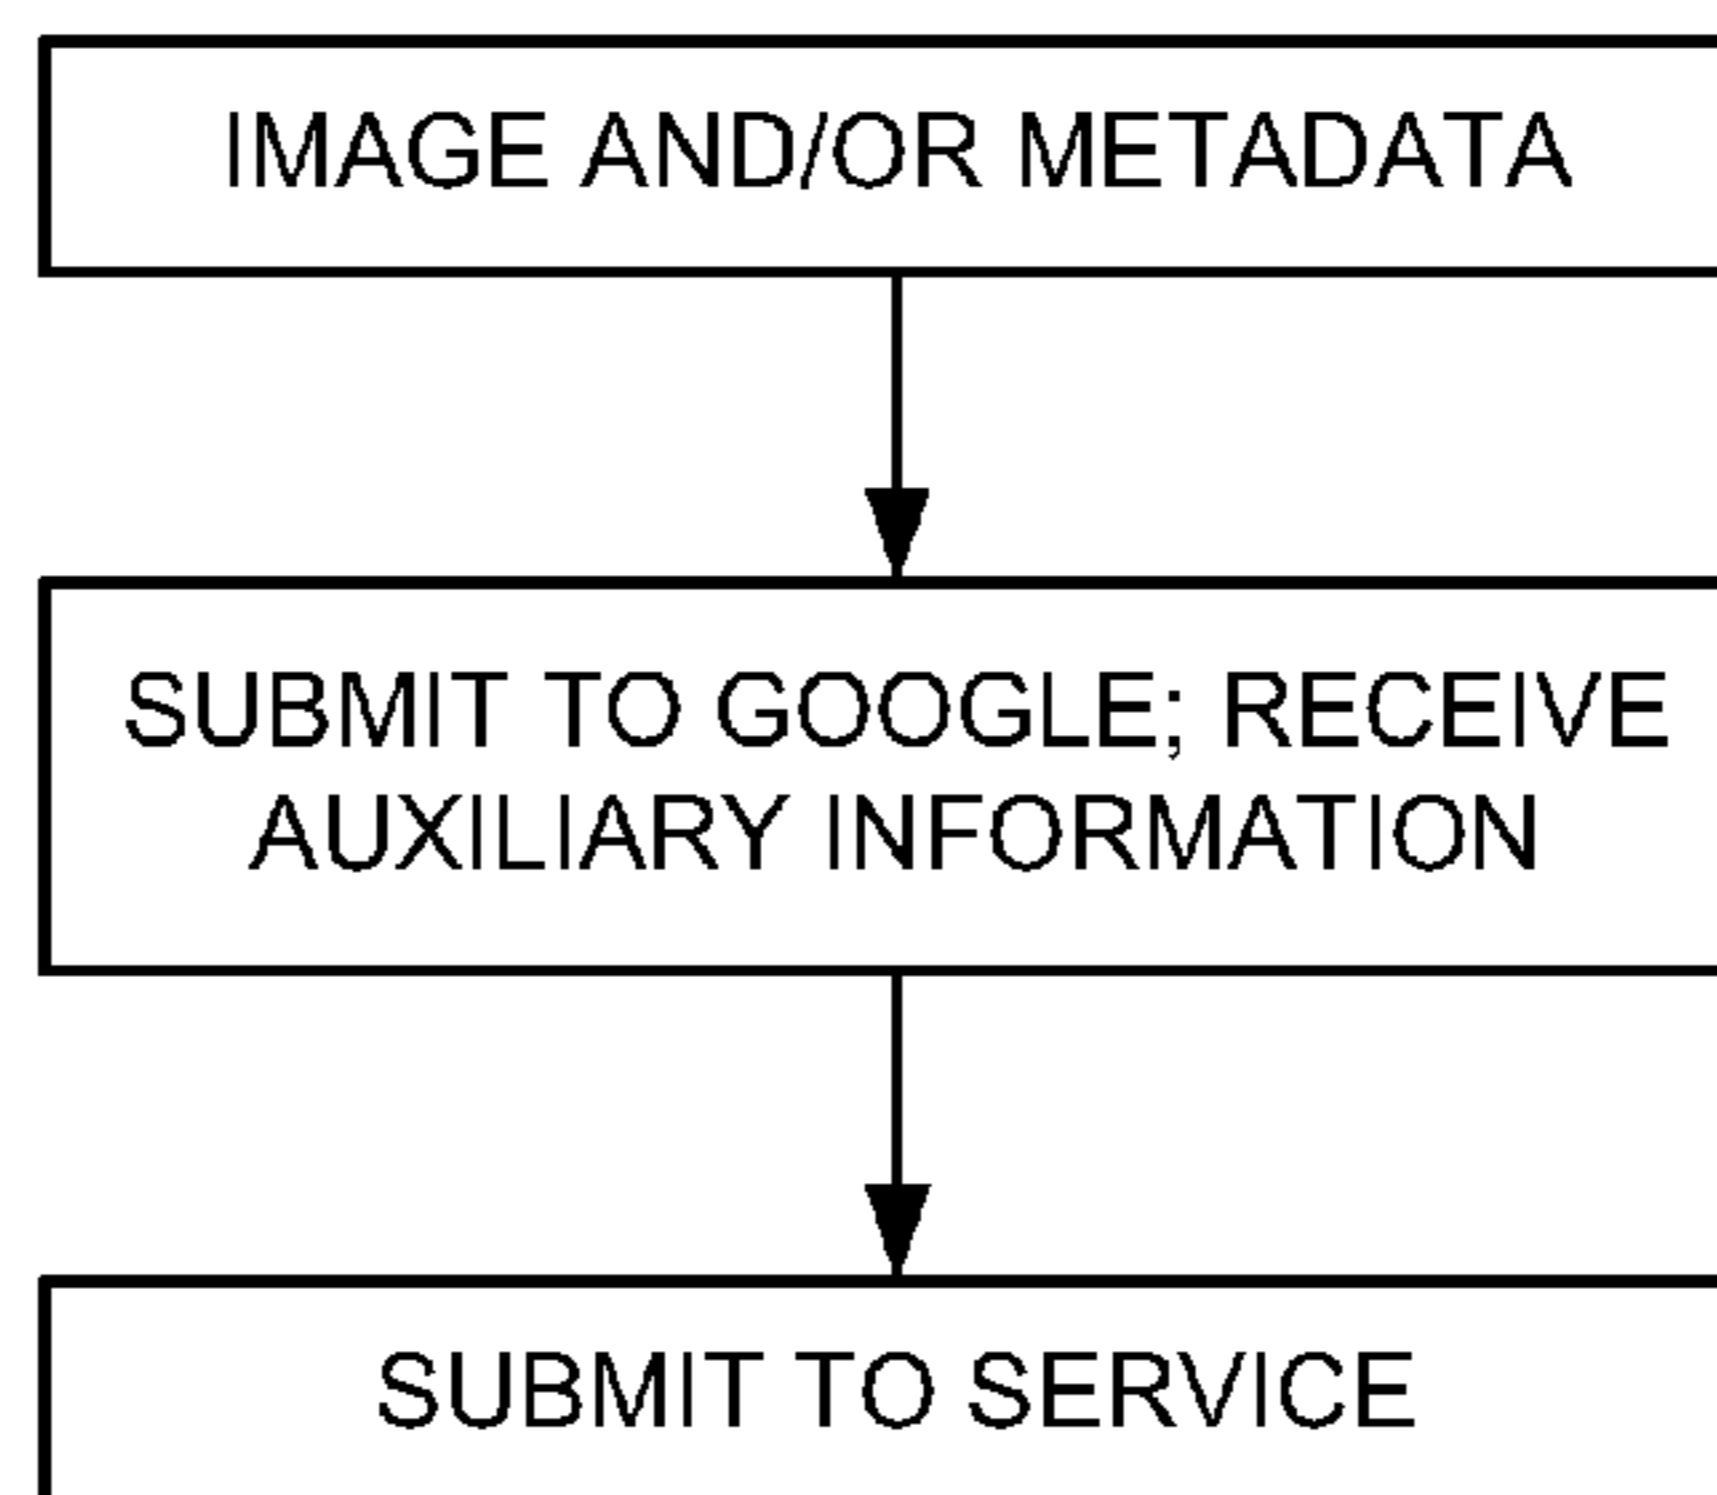 IMAGE AND/OR METADATA
SUBMIT TO GOOGLE; RECEIVE
AUXILIARY INFORMATION
SUBMIT TO SERVICE